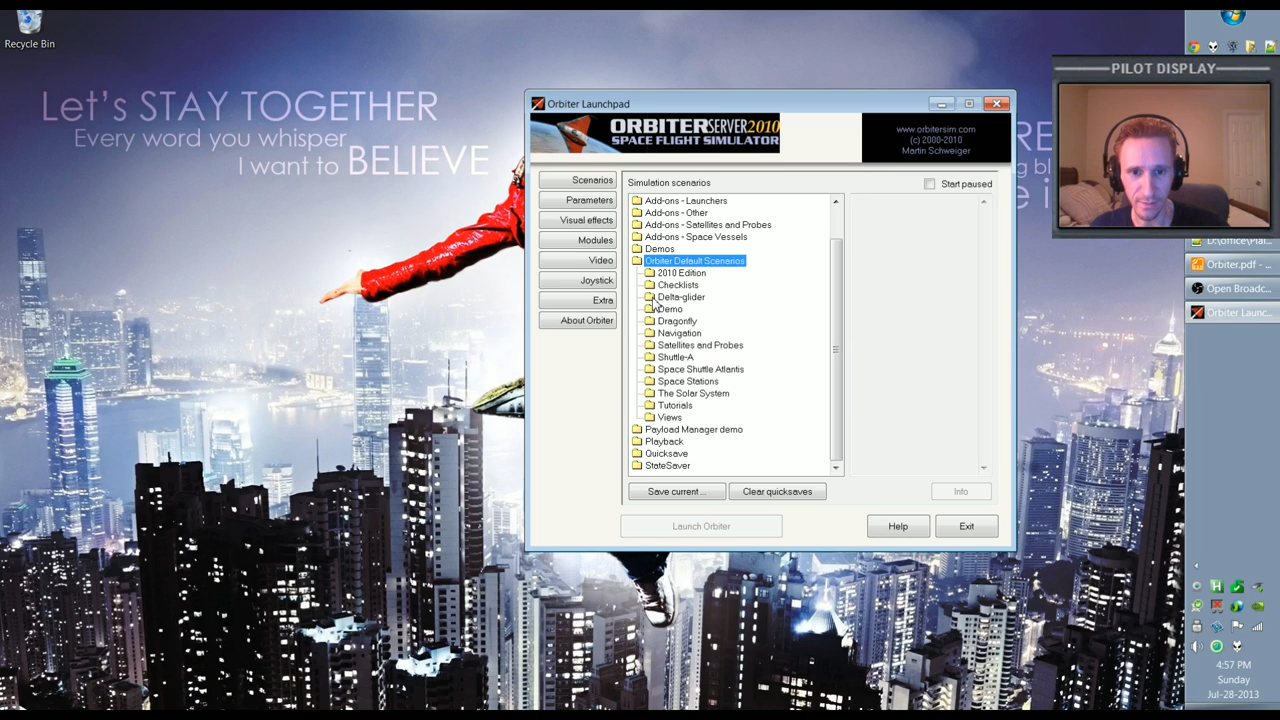 Recycle Bin
Let's STAY TOGETHER
Every word you whisper
I want to BELIEVE
Orbiter Launchpad
ORBITERSERVER2010
SPACE FLIGHT SIMULATOR
www.orbitersim.com
(c) 2000-2010
Martin Schweiger
Scenarios
Parameters
Visual effects
Modules
Video
Joystick
Extra
About Orbiter
Simulation scenarios
Start paused
Add-ons - Launchers
Add-ons - Other
Add-ons - Satellites and Probes
Add-ons - Space Vessels
Demos
Orbiter Default Scenarios
2010 Edition
Checklists
Delta-glider
Demo
Dragonfly
Navigation
Satellites and Probes
Shuttle-A
Space Shuttle Atlantis
Space Stations
The Solar System
Tutorials
Views
Payload Manager demo
Playback
Quicksave
StateSaver
Save current ...
Clear quicksaves
Info
Launch Orbiter
Help
Exit
PILOT DISPLAY
D:\office\Plai...
Orbiter.pdf - ...
Open Broadc...
Orbiter Launc...
4:57 PM
Sunday
Jul-28-2013